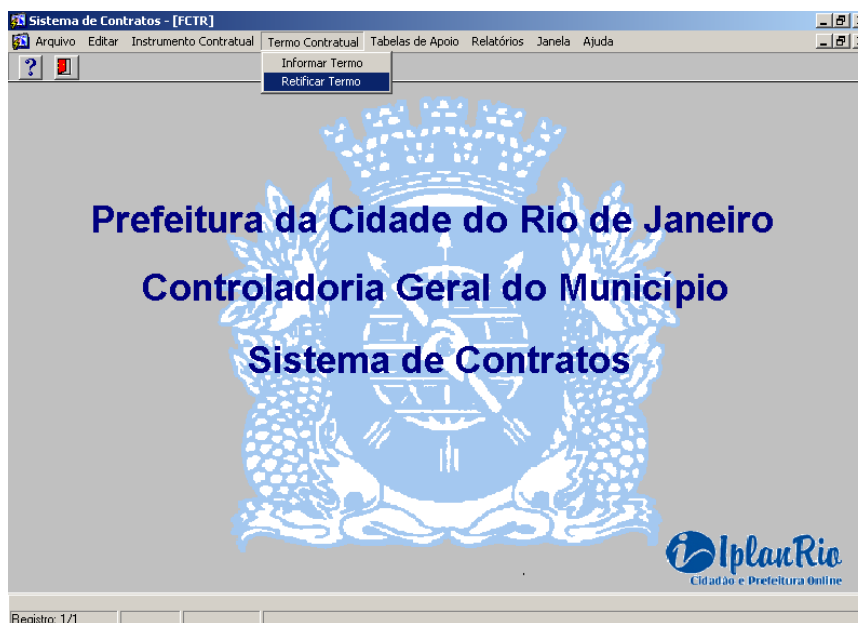 Sistema de Contratos - [FCTR]
Arquivo Editar Instrumento Contratual Termo Contratual Tabelas de Apoio Relatórios Janela Ajuda
?
Informar Termo
Retificar Termo
Prefeitura da Cidade do Rio de Janeiro
Controladoria Geral do Município
Sistema de Contratos
IplanRio
Cidadão e Prefeitura Online
Registro: 1/1